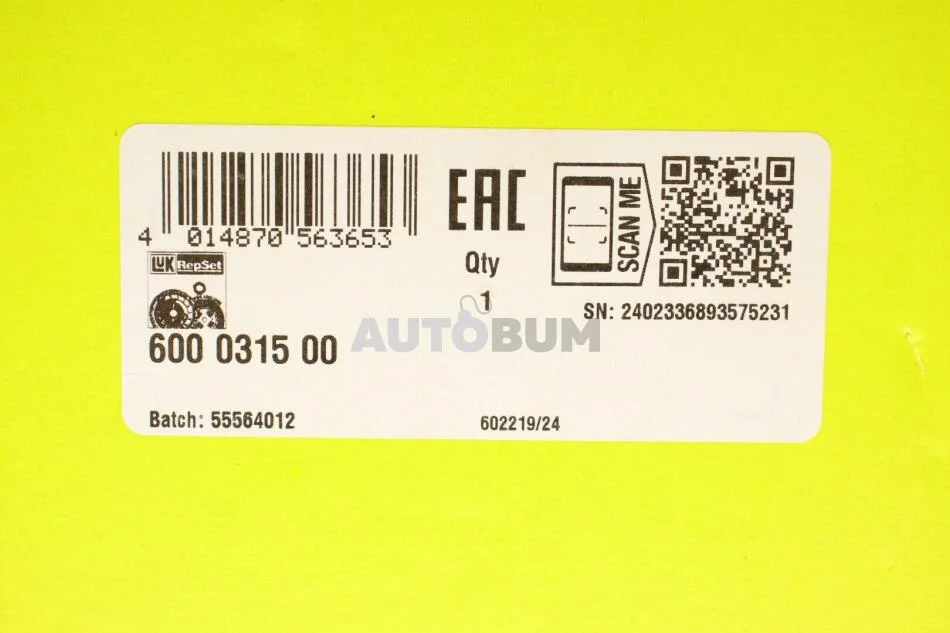 EAC
SCAN ME
4 014870 563653
Qty
1
LUK RepSet
SN: 2402336893575231
AUTOBUM
600 0315 00
Batch: 55564012
602219/24